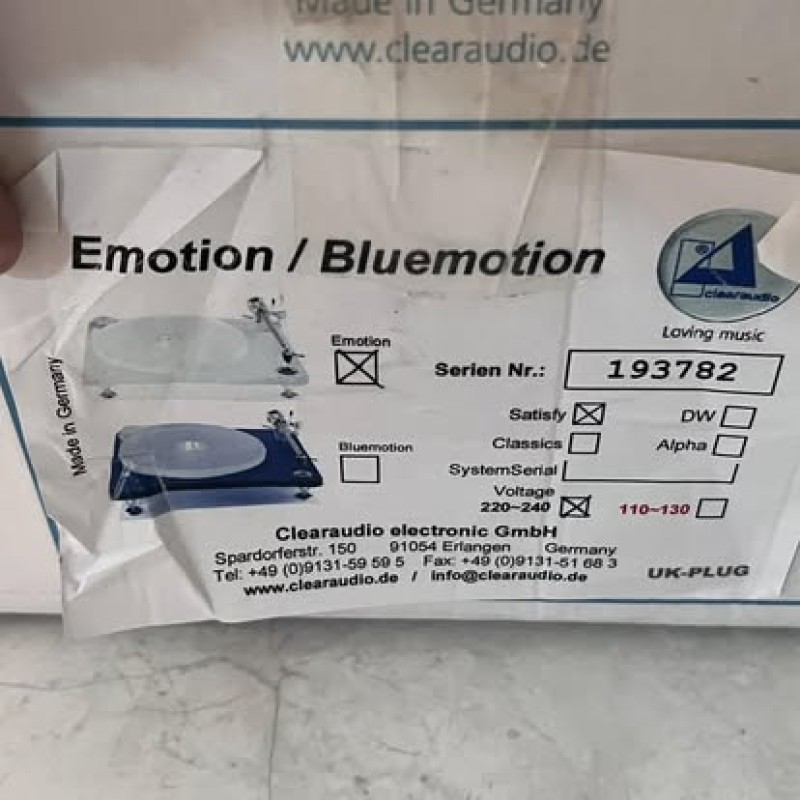 Made in Germany
www.clearaudio.de
Emotion / Bluemotion
clearaudio
Loving music
Made in Germany
Emotion
Serien Nr.: 193782
Satisfy DW
Classics Alpha
Bluemotion
SystemSerial
Voltage
220~240 110~130
Clearaudio electronic GmbH
Spardorferstr. 150 91054 Erlangen Germany
Tel: +49 (0)9131-59 59 5 Fax: +49 (0)9131-51 68 3
www.clearaudio.de / info@clearaudio.de
UK-PLUG